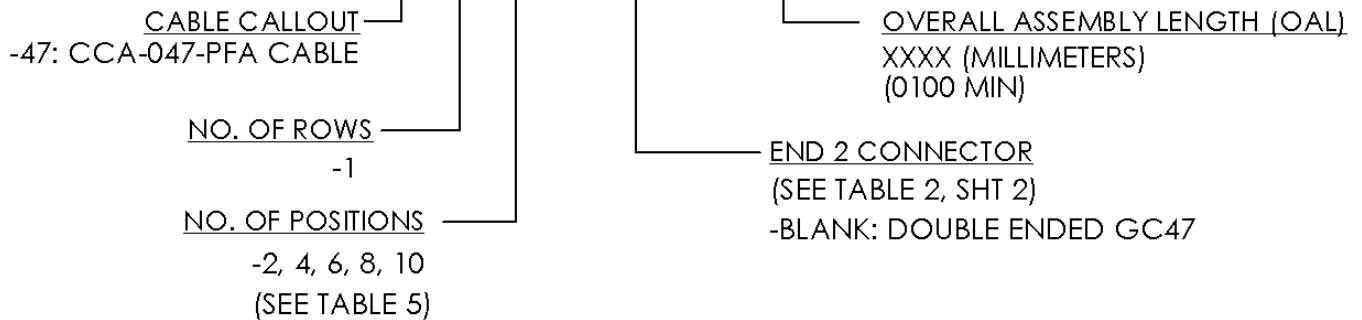 CABLE CALLOUT
-47: CCA-047-PFA CABLE
NO. OF ROWS
-1
NO. OF POSITIONS
-2, 4, 6, 8, 10
(SEE TABLE 5)
OVERALL ASSEMBLY LENGTH (OAL)
XXXX (MILLIMETERS)
(0100 MIN)
END 2 CONNECTOR
(SEE TABLE 2, SHT 2)
-BLANK: DOUBLE ENDED GC47